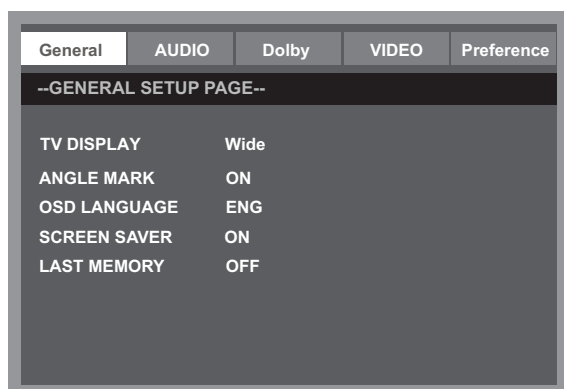 General AUDIO Dolby VIDEO Preference
--GENERAL SETUP PAGE--
TV DISPLAY Wide
ANGLE MARK ON
OSD LANGUAGE ENG
SCREEN SAVER ON
LAST MEMORY OFF